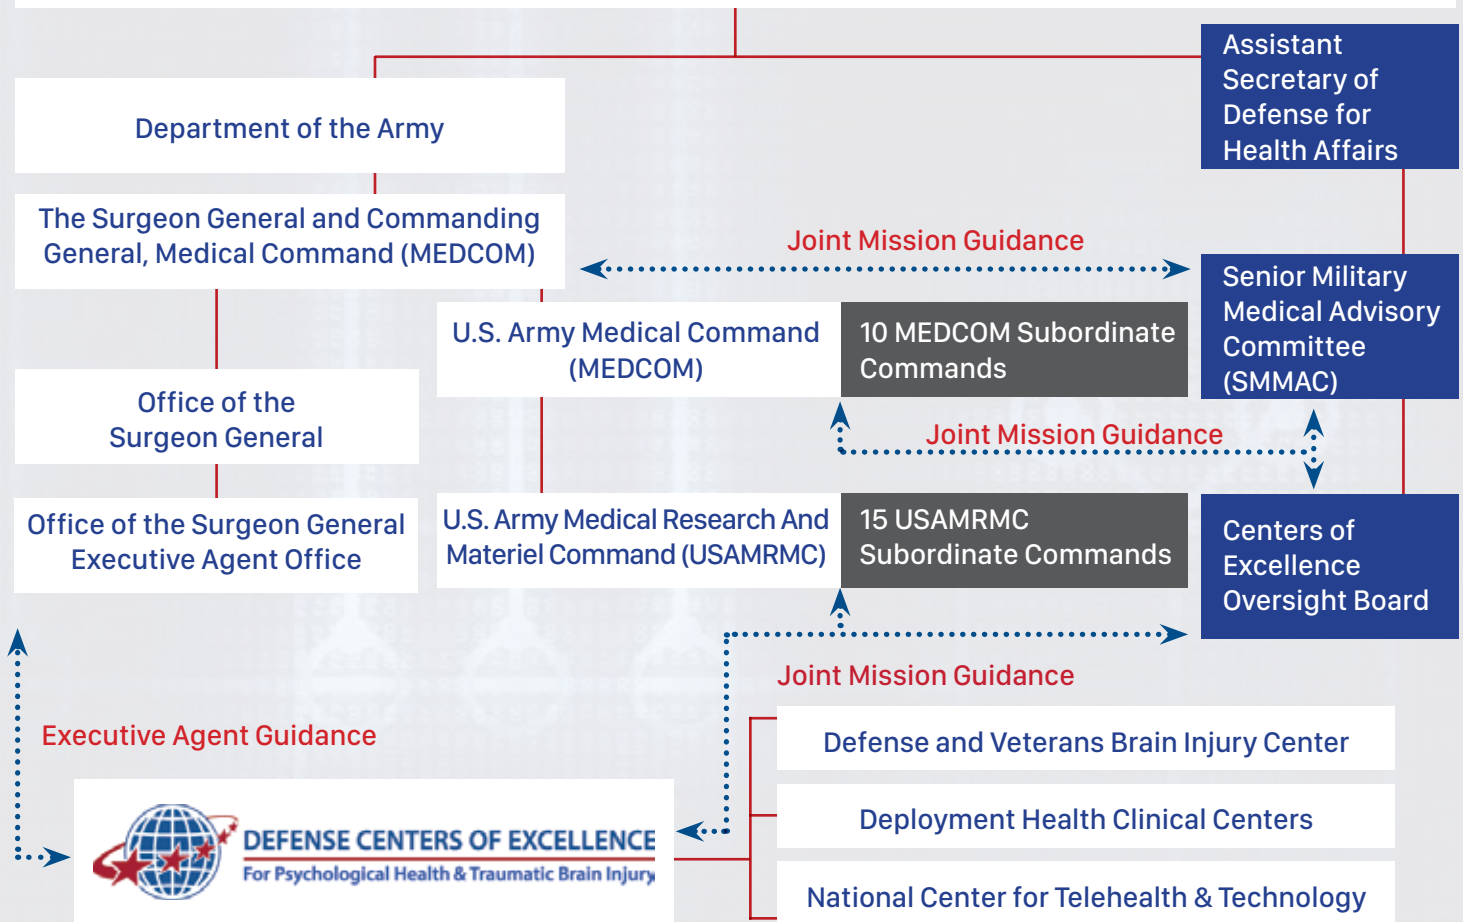 Assistant
Secretary of
Defense for
Health Affairs
Department of the Army
The Surgeon General and Commanding
General, Medical Command (MEDCOM)
Joint Mission Guidance
Senior Military
Medical Advisory
Committee
(SMMAC)
U.S. Army Medical Command
(MEDCOM)
10 MEDCOM Subordinate
Commands
Office of the
Surgeon General
Joint Mission Guidance
Office of the Surgeon General
Executive Agent Office
U.S. Army Medical Research And
Materiel Command (USAMRMC)
15 USAMRMC
Subordinate Commands
Centers of
Excellence
Oversight Board
Joint Mission Guidance
Executive Agent Guidance
Defense and Veterans Brain Injury Center
Deployment Health Clinical Centers
National Center for Telehealth & Technology
DEFENSE CENTERS OF EXCELLENCE
For Psychological Health & Traumatic Brain Injury